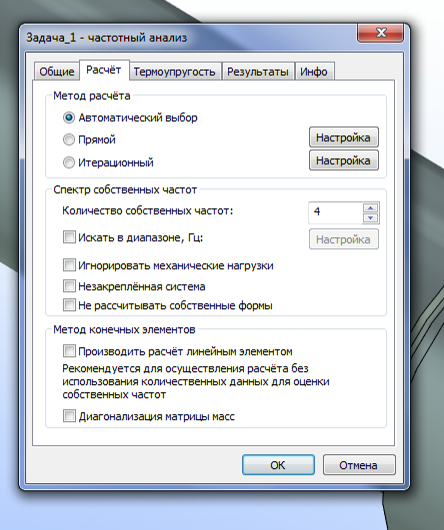 Задача_1 - частотный анализ
Общие Расчёт Термоупругость Результаты Инфо
Метод расчёта
Автоматический выбор
Прямой Настройка
Итерационный Настройка
Спектр собственных частот
Количество собственных частот: 4
Искать в диапазоне, Гц: Настройка
Игнорировать механические нагрузки
Незакреплённая система
Не рассчитывать собственные формы
Метод конечных элементов
Производить расчёт линейным элементом
Рекомендуется для осуществления расчёта без
использования количественных данных для оценки
собственных частот
Диагонализация матрицы масс
OK Отмена